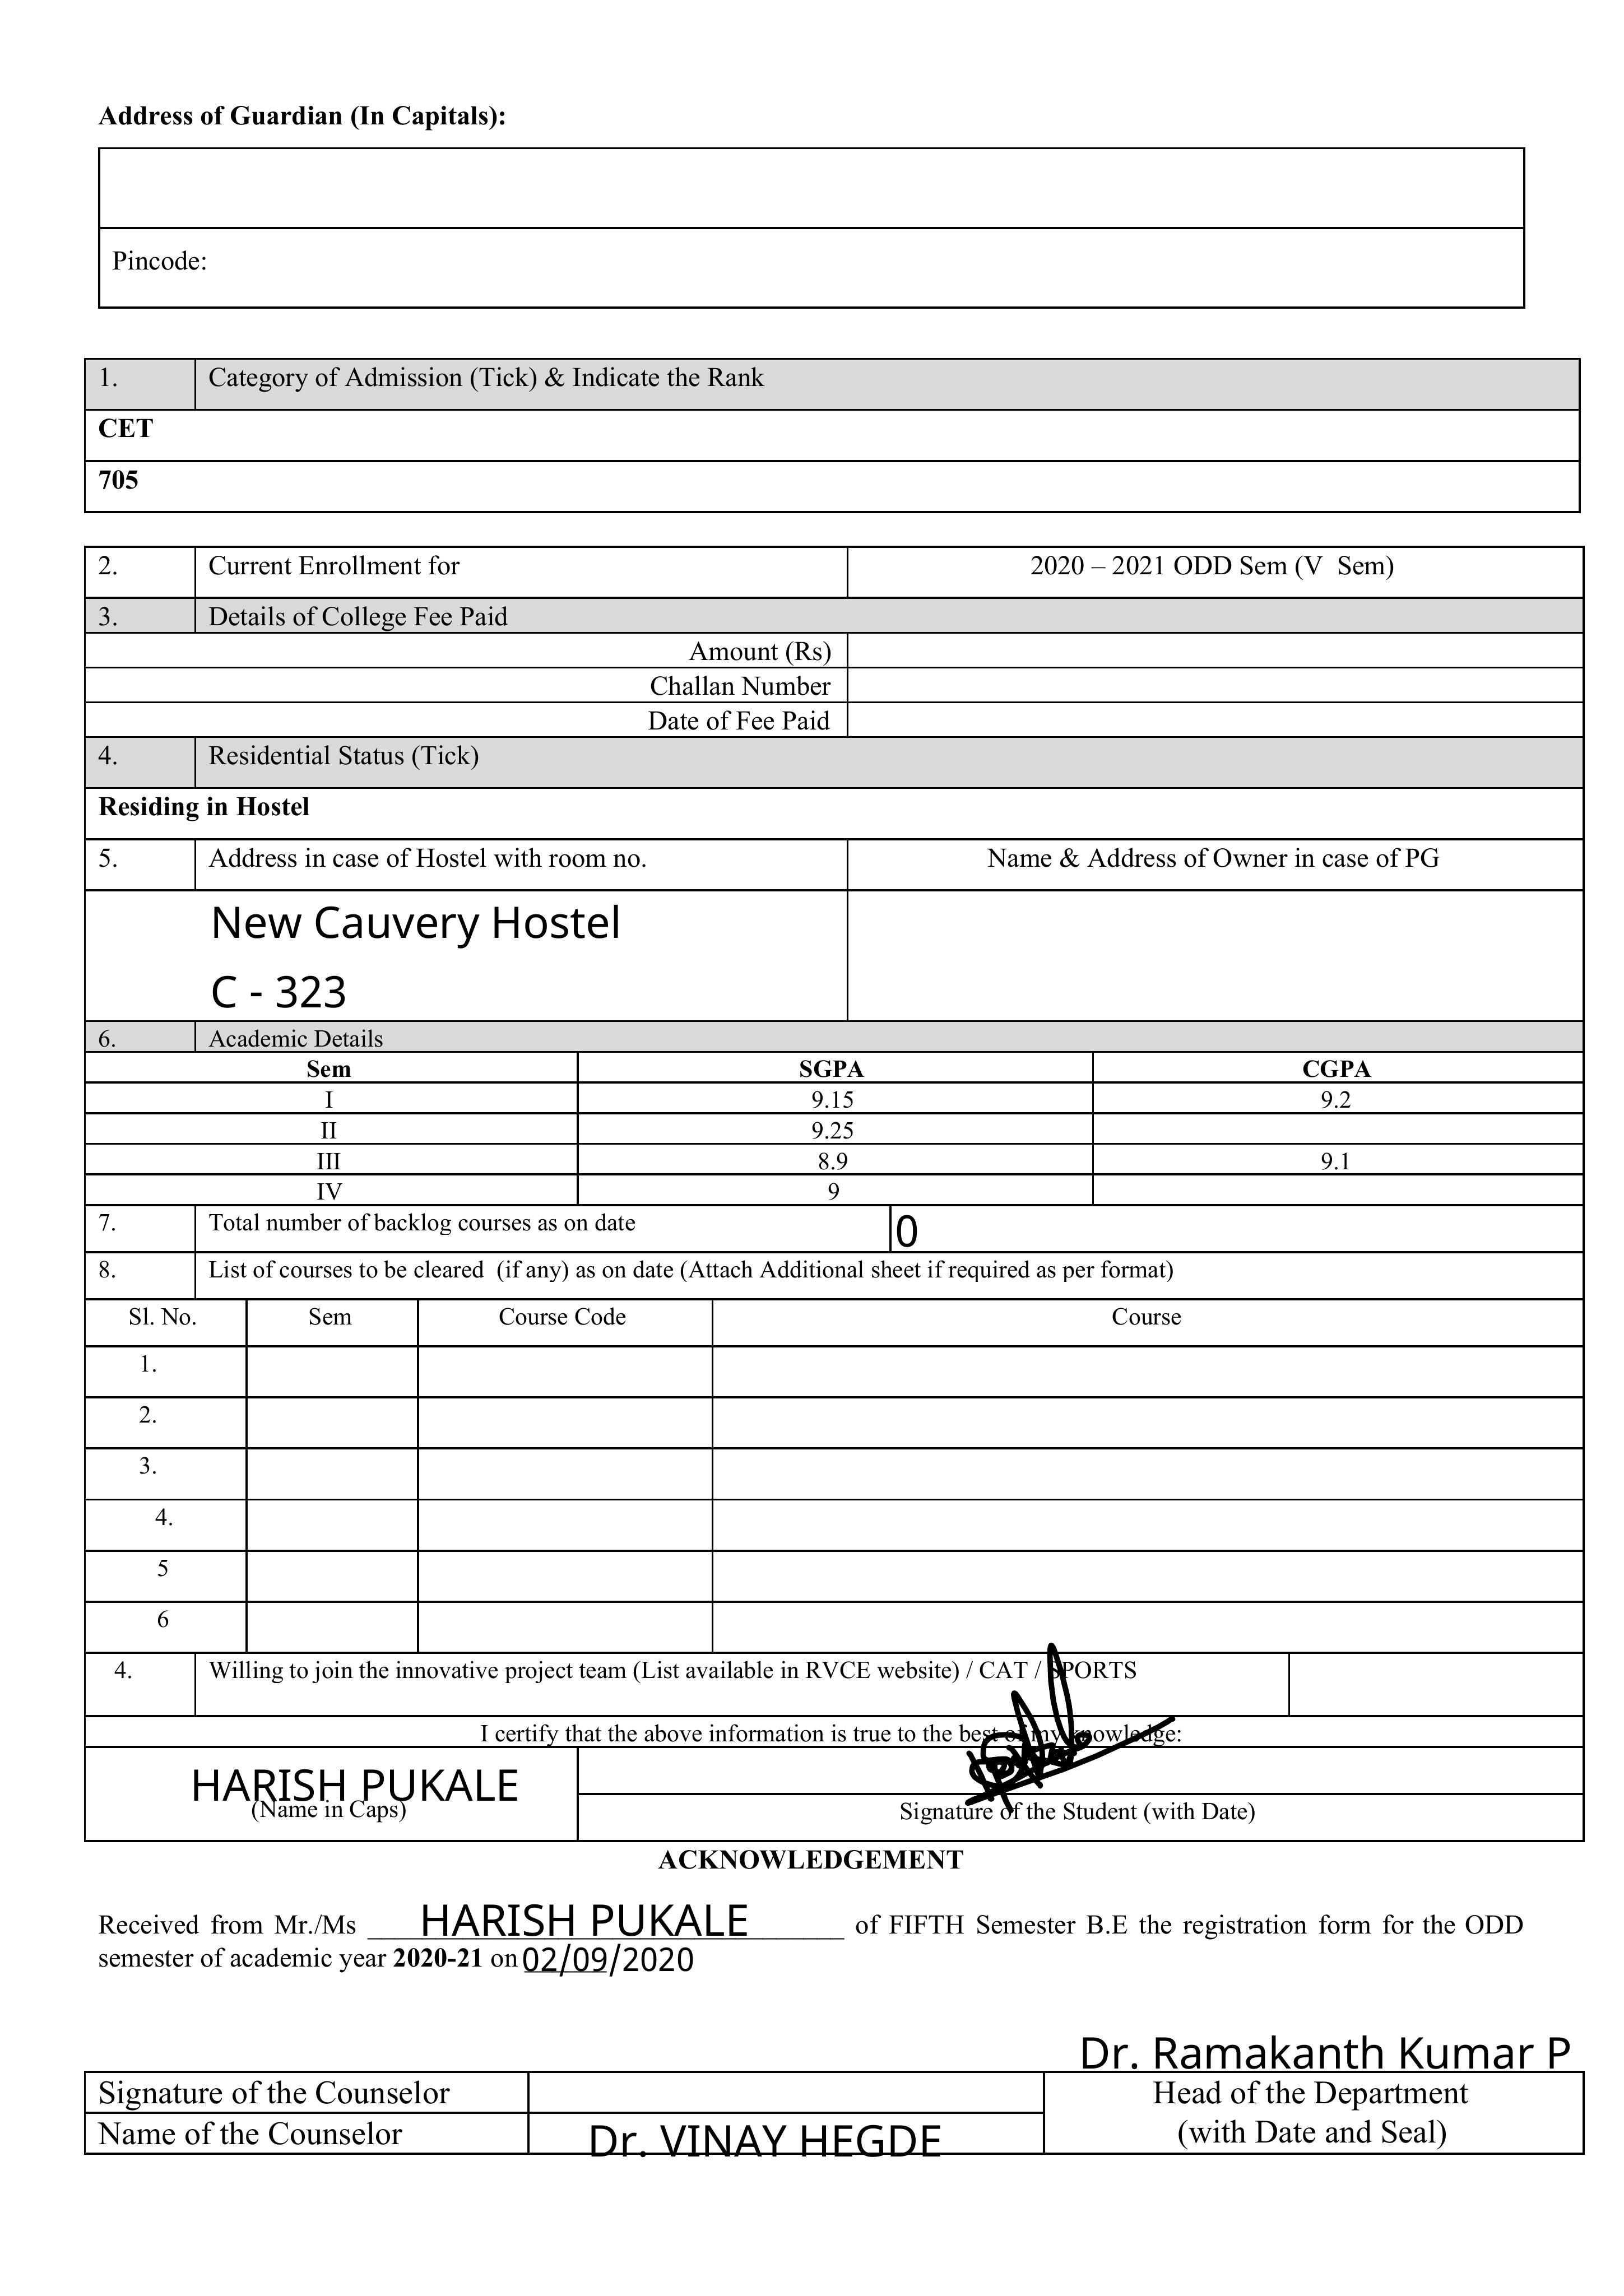 Address of Guardian (In Capitals):
Pincode:
1. Category of Admission (Tick) & Indicate the Rank
CET
705
2. Current Enrollment for 2020 – 2021 ODD Sem (V Sem)
3. Details of College Fee Paid
Amount (Rs)
Challan Number
Date of Fee Paid
4. Residential Status (Tick)
Residing in Hostel
5. Address in case of Hostel with room no. Name & Address of Owner in case of PG
New Cauvery Hostel
C - 323
6. Academic Details
Sem SGPA CGPA
I 9.15 9.2
II 9.25
III 8.9 9.1
IV 9
7. Total number of backlog courses as on date 0
8. List of courses to be cleared (if any) as on date (Attach Additional sheet if required as per format)
Sl. No. Sem Course Code Course
1.
2.
3.
4.
5
6
4. Willing to join the innovative project team (List available in RVCE website) / CAT / SPORTS
I certify that the above information is true to the best of my knowledge:
HARISH PUKALE
(Name in Caps) Signature of the Student (with Date)
ACKNOWLEDGEMENT
Received from Mr./Ms HARISH PUKALE of FIFTH Semester B.E the registration form for the ODD
semester of academic year 2020-21 on 02/09/2020
Dr. Ramakanth Kumar P
Signature of the Counselor Head of the Department
Name of the Counselor Dr. VINAY HEGDE (with Date and Seal)